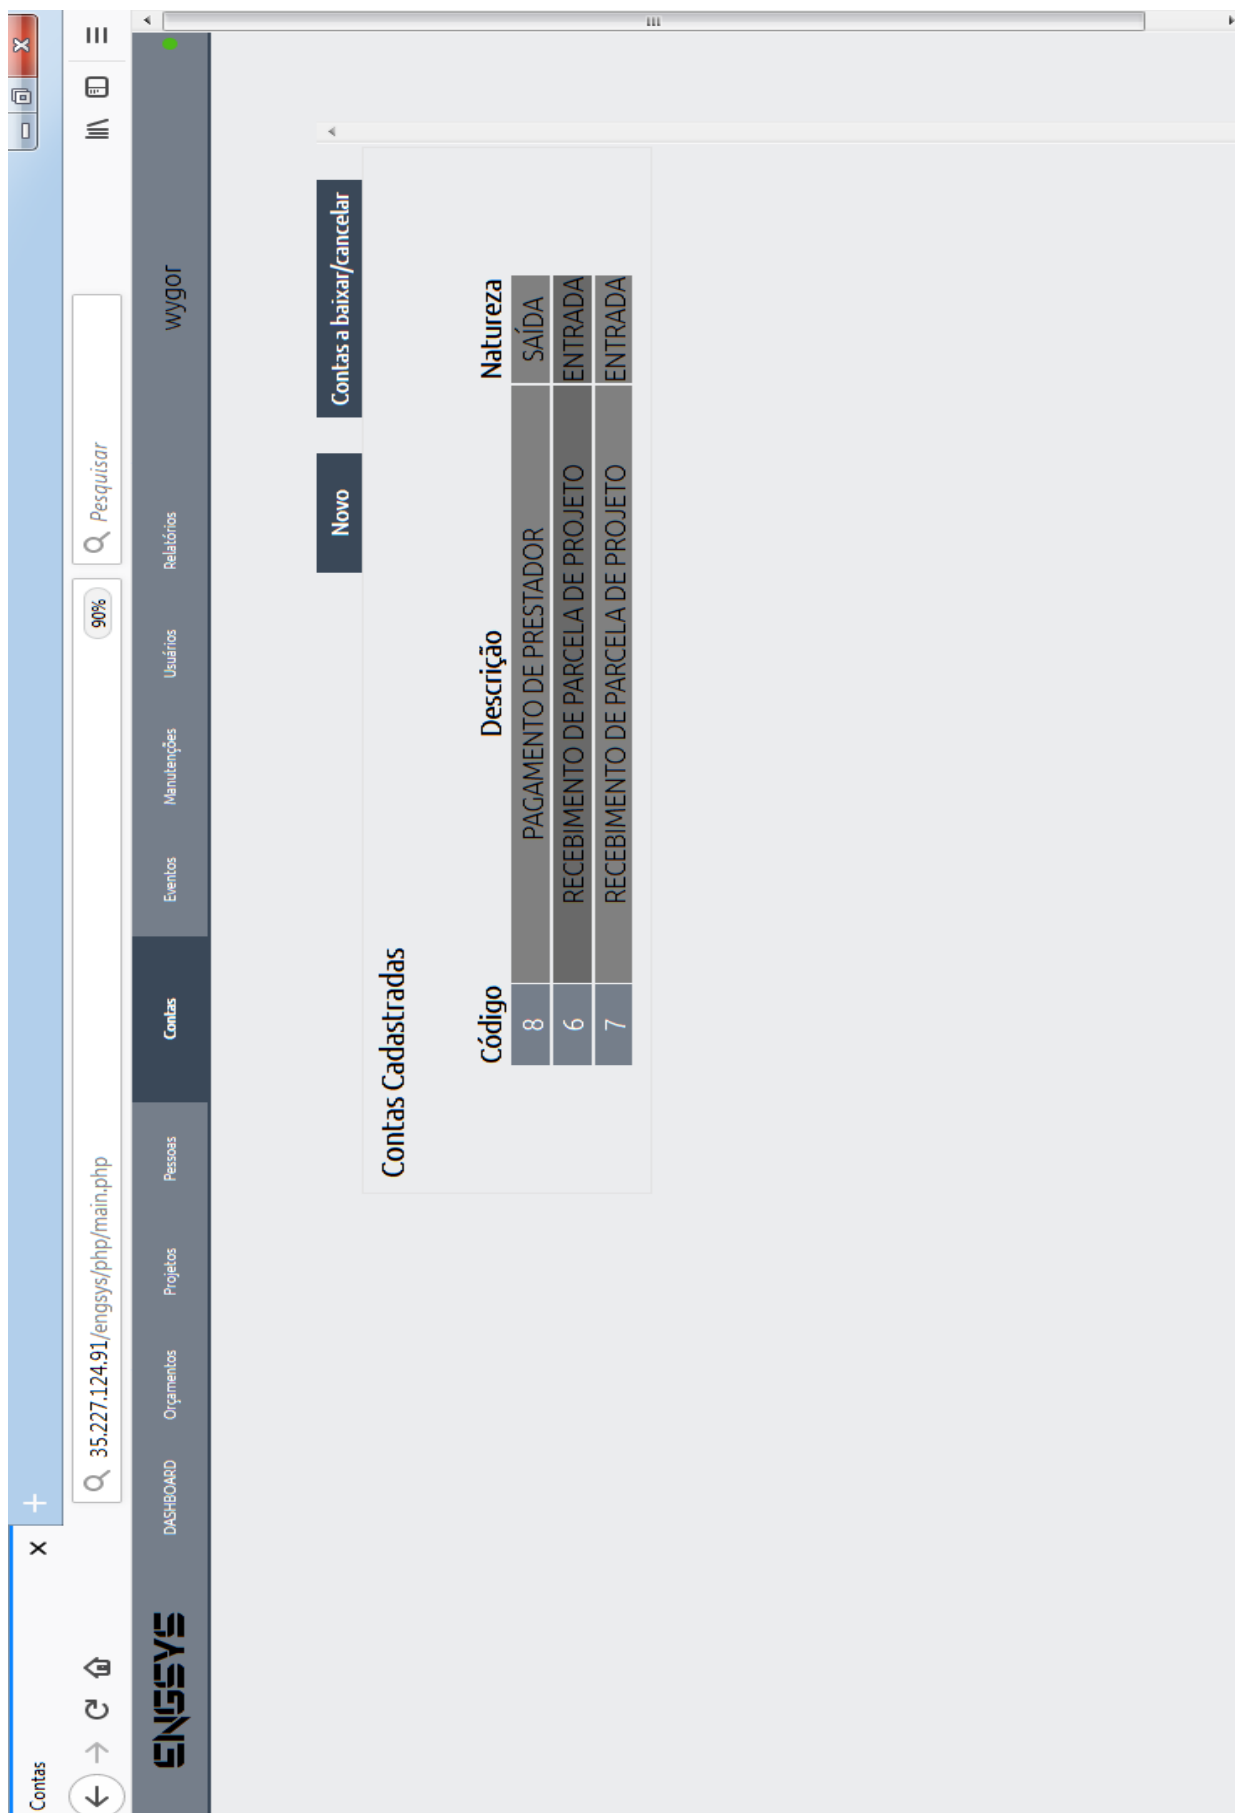 Contas
35.227.124.91/engsys/php/main.php
90%
Pesquisar
ENGSYS
DASHBOARD
Orçamentos
Projetos
Pessoas
Contas
Eventos
Manutenções
Usuários
Relatórios
wygor
Novo
Contas a baixar/cancelar
Contas Cadastradas
Código Descrição Natureza
8 PAGAMENTO DE PRESTADOR SAÍDA
6 RECEBIMENTO DE PARCELA DE PROJETO ENTRADA
7 RECEBIMENTO DE PARCELA DE PROJETO ENTRADA